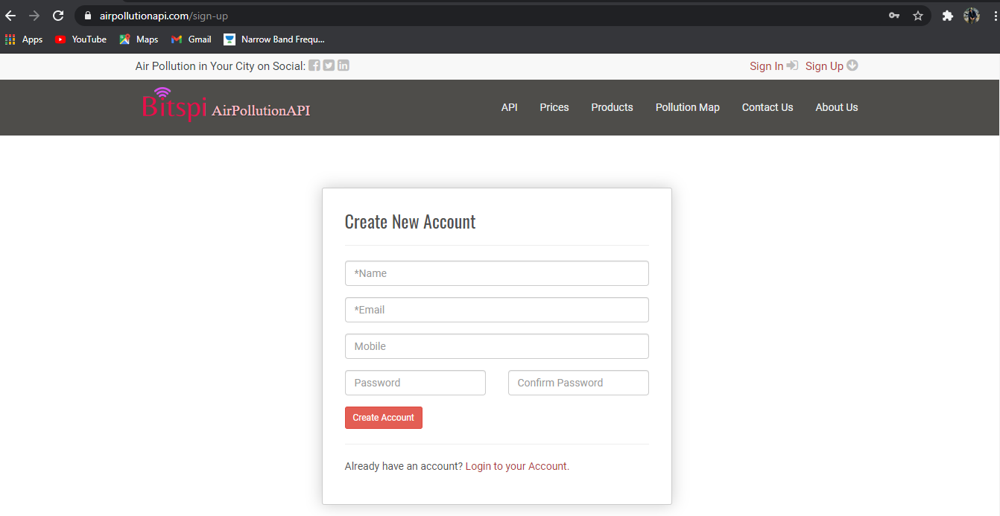 airpollutionapi.com/sign-up
Apps YouTube Maps Gmail Narrow Band Frequ...
Air Pollution in Your City on Social:
Sign In Sign Up
Bitspi AirPollutionAPI
API Prices Products Pollution Map Contact Us About Us
Create New Account
*Name
*Email
Mobile
Password Confirm Password
Create Account
Already have an account? Login to your Account.